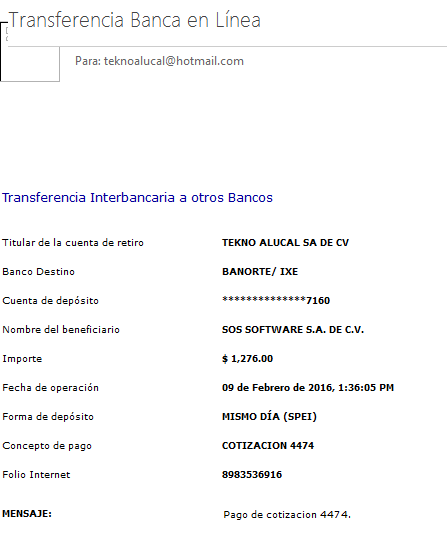 Transferencia Banca en Línea
Para: teknoalucal@hotmail.com
Transferencia Interbancaria a otros Bancos
Titular de la cuenta de retiro TEKNO ALUCAL SA DE CV
Banco Destino BANORTE/ IXE
Cuenta de depósito **************7160
Nombre del beneficiario SOS SOFTWARE S.A. DE C.V.
Importe $ 1,276.00
Fecha de operación 09 de Febrero de 2016, 1:36:05 PM
Forma de depósito MISMO DÍA (SPEI)
Concepto de pago COTIZACION 4474
Folio Internet 8983536916
MENSAJE: Pago de cotizacion 4474.